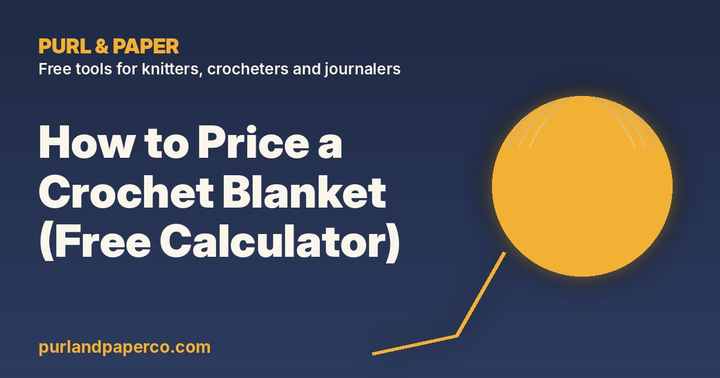 PURL & PAPER
Free tools for knitters, crocheters and journalers
How to Price a
Crochet Blanket
(Free Calculator)
purlandpaperco.com